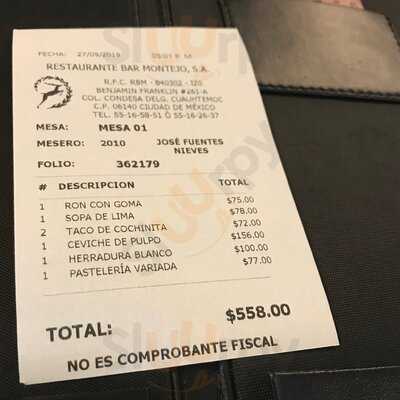 FECHA: 27/09/2019 05:01 P. M.
RESTAURANTE BAR MONTEJO, S.A.
R.F.C. RBM - 840302 - IZ0
BENJAMIN FRANKLIN #261-A
COL. CONDESA DELG. CUAUHTEMOC
C.P. 06140 CIUDAD DE MÉXICO
TEL. 55-16-58-51 Ó 55-16-26-37
MESA: MESA 01
MESERO: 2010 JOSÉ FUENTES
NIEVES
FOLIO: 362179
# DESCRIPCION TOTAL
1 RON CON GOMA $75.00
1 SOPA DE LIMA $78.00
2 TACO DE COCHINITA $72.00
1 CEVICHE DE PULPO $156.00
1 HERRADURA BLANCO $100.00
1 PASTELERÍA VARIADA $77.00
TOTAL: $558.00
NO ES COMPROBANTE FISCAL
slurrpy